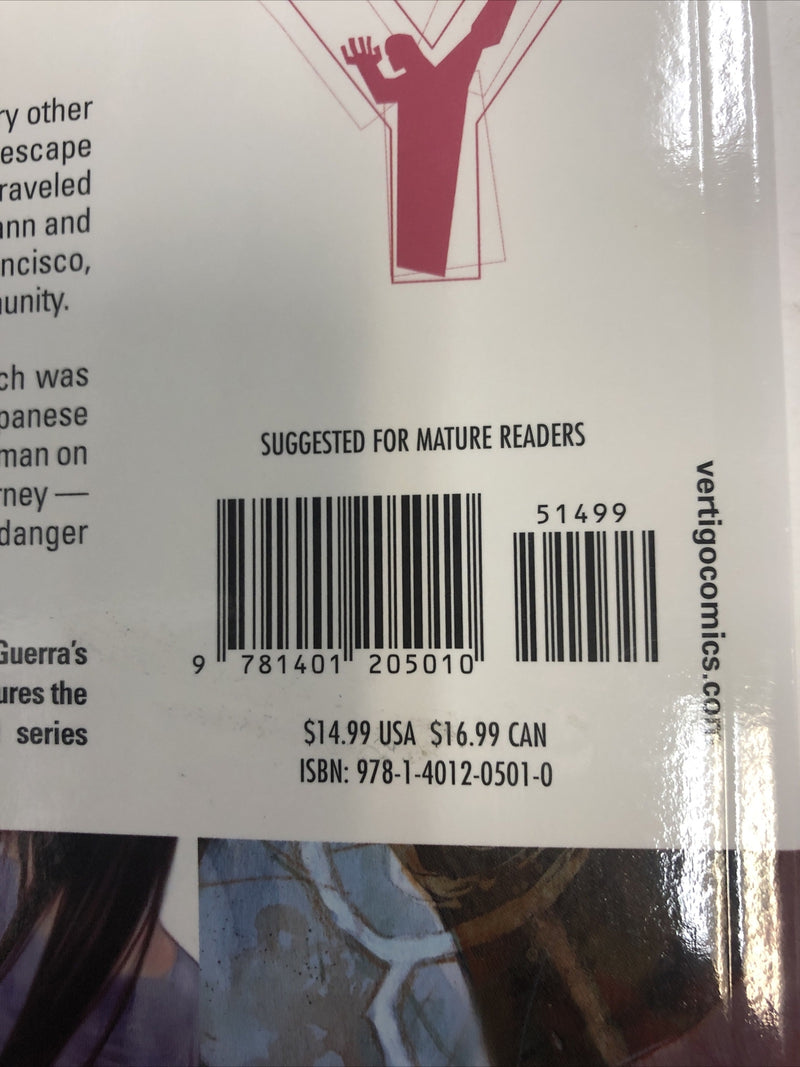 ry other
escape
raveled
ann and
ncisco,
unity.
ch was
panese
man on
rney —
danger
Guerra's
ures the
series
SUGGESTED FOR MATURE READERS
51499
9 781401 205010
$14.99 USA $16.99 CAN
ISBN: 978-1-4012-0501-0
vertigocomics.com